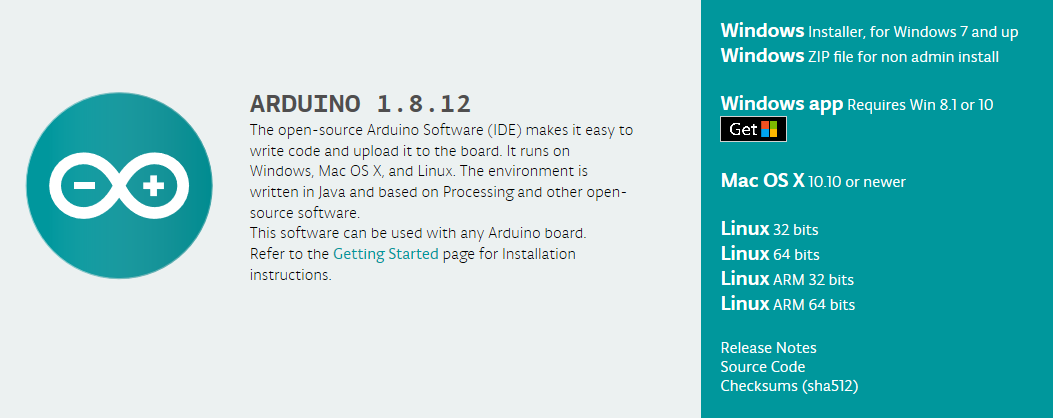 ARDUINO 1.8.12
The open-source Arduino Software (IDE) makes it easy to
write code and upload it to the board. It runs on
Windows, Mac OS X, and Linux. The environment is
written in Java and based on Processing and other open-
source software.
This software can be used with any Arduino board.
Refer to the Getting Started page for Installation
instructions.
Windows Installer, for Windows 7 and up
Windows ZIP file for non admin install
Windows app Requires Win 8.1 or 10
Get
Mac OS X 10.10 or newer
Linux 32 bits
Linux 64 bits
Linux ARM 32 bits
Linux ARM 64 bits
Release Notes
Source Code
Checksums (sha512)